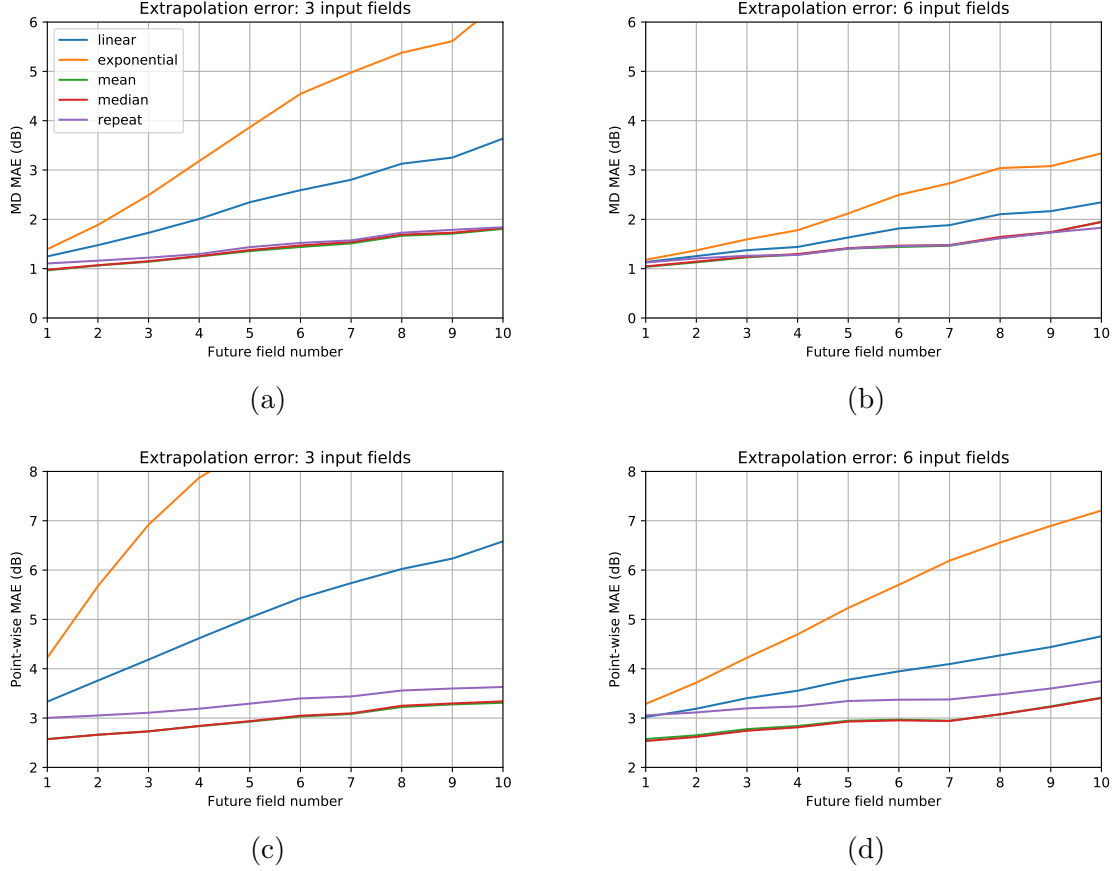 Extrapolation error: 3 input fields
MD MAE (dB)
6
5
4
3
2
1
0
linear
exponential
mean
median
repeat
1 2 3 4 5 6 7 8 9 10
Future field number
(a)
Extrapolation error: 6 input fields
MD MAE (dB)
6
5
4
3
2
1
0
1 2 3 4 5 6 7 8 9 10
Future field number
(b)
Extrapolation error: 3 input fields
Point-wise MAE (dB)
8
7
6
5
4
3
2
1 2 3 4 5 6 7 8 9 10
Future field number
(c)
Extrapolation error: 6 input fields
Point-wise MAE (dB)
8
7
6
5
4
3
2
1 2 3 4 5 6 7 8 9 10
Future field number
(d)